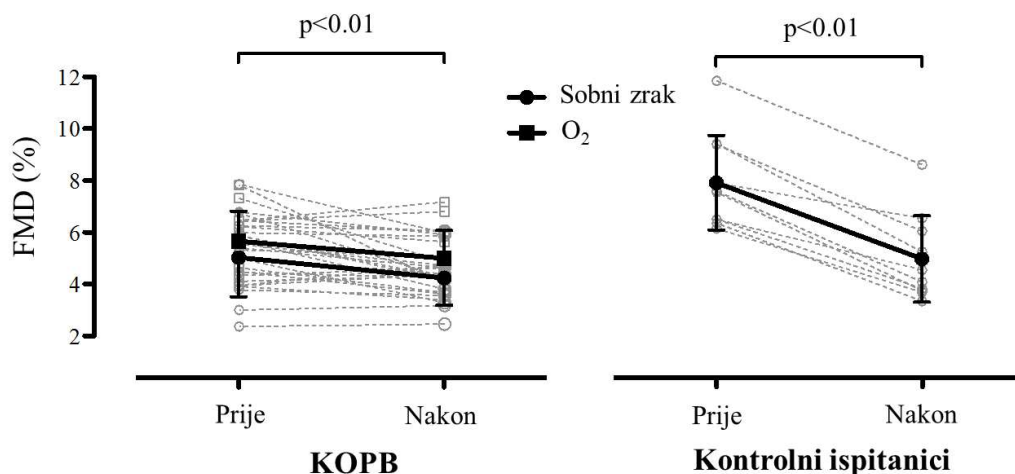 p<0.01
p<0.01
12
10
8
6
4
2
FMD (%)
Sobni zrak
O₂
Prije
Nakon
KOPB
Prije
Nakon
Kontrolni ispitanici